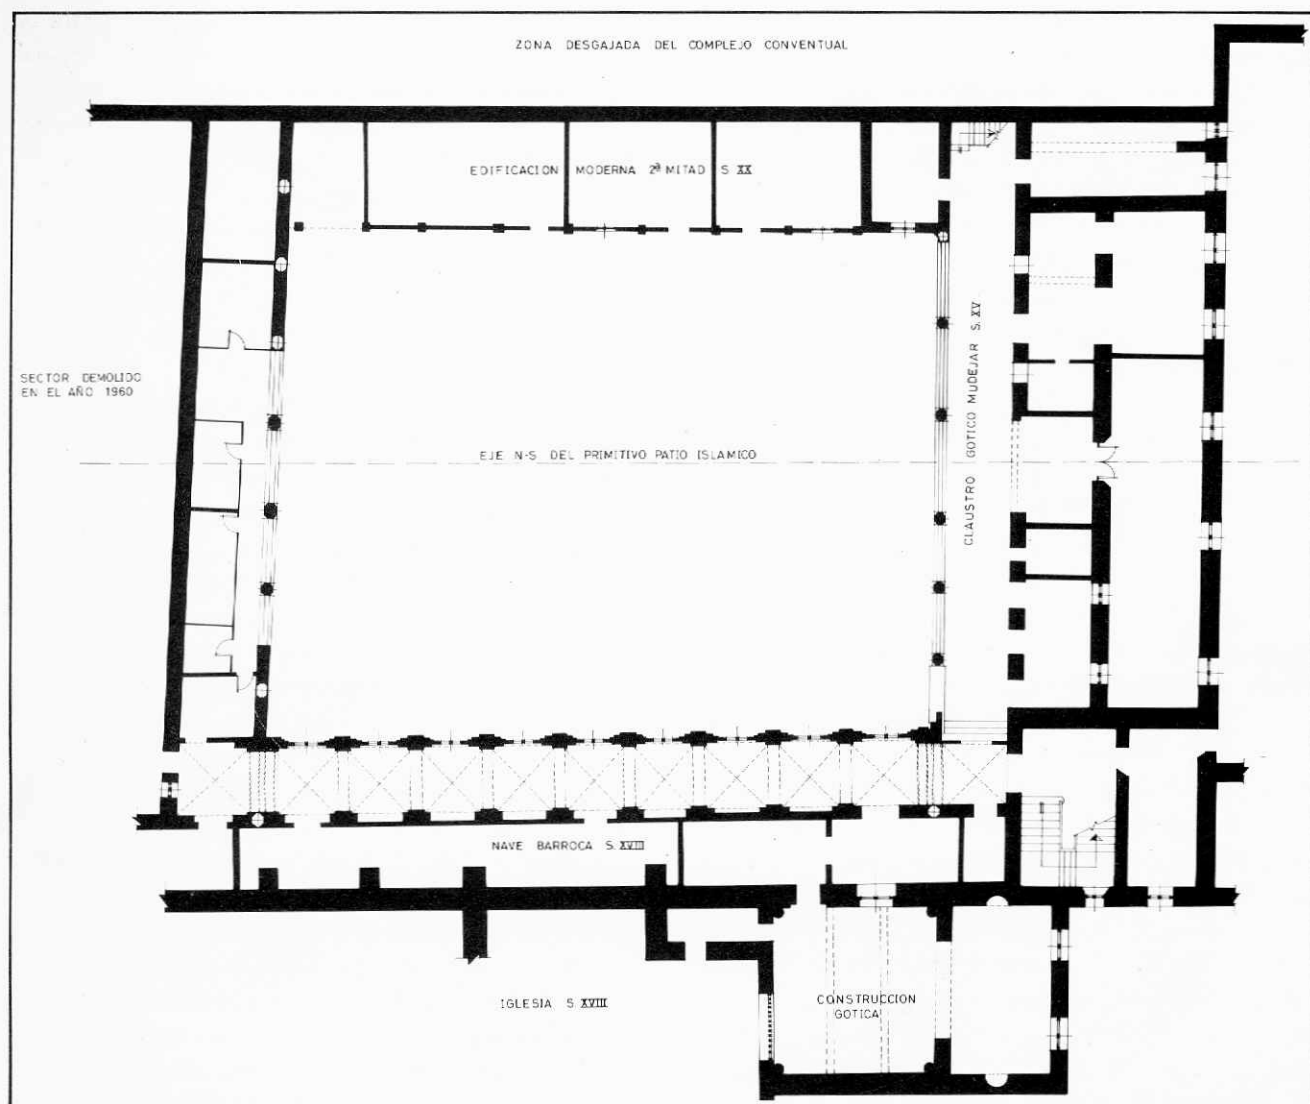 ZONA DESGAJADA DEL COMPLEJO CONVENTUAL
EDIFICACION MODERNA 2ª MITAD S XX
CLAUSTRO GOTICO MUDEJAR S. XV
SECTOR DEMOLIDO
EN EL AÑO 1960
EJE N-S DEL PRIMITIVO PATIO ISLAMICO
NAVE BARROCA S. XVIII
IGLESIA S XVIII
CONSTRUCCION
GOTICA